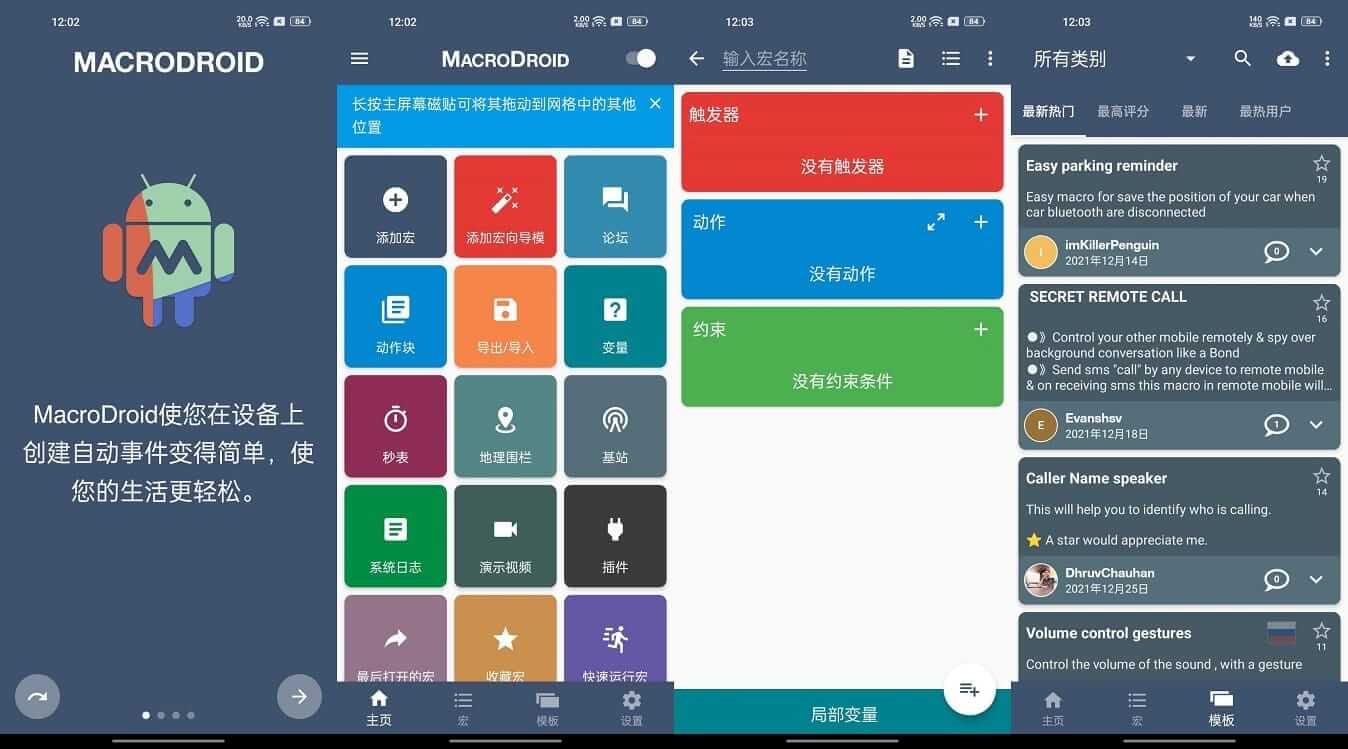 12:02
20.0 KB/S
84
MACRODROID
MacroDroid使您在设备上
创建自动事件变得简单，使
您的生活更轻松。
12:02
2.00 KB/S
84
MACRODROID
长按主屏幕磁贴可将其拖动到网格中的其他
位置
添加宏
添加宏向导模
论坛
动作块
导出/导入
变量
秒表
地理围栏
基站
系统日志
演示视频
插件
最后打开的宏
收藏宏
快速运行宏
主页
宏
模板
设置
12:03
2.00 KB/S
84
输入宏名称
触发器
没有触发器
动作
没有动作
约束
没有约束条件
局部变量
12:03
140 KB/S
84
所有类别
最新热门
最高评分
最新
最热用户
Easy parking reminder
19
Easy macro for save the position of your car when
car bluetooth are disconnected
I
imKillerPenguin
2021年12月14日
0
SECRET REMOTE CALL
16
●》 Control your other mobile remotely & spy over
background conversation like a Bond
●》 Send sms "call" by any device to remote mobile
& on receiving sms this macro in remote mobile will...
E
Evanshsv
2021年12月18日
1
Caller Name speaker
14
This will help you to identify who is calling.
⭐ A star would appreciate me.
DhruvChauhan
2021年12月25日
0
Volume control gestures
11
Control the volume of the sound , with a gesture
主页
宏
模板
设置